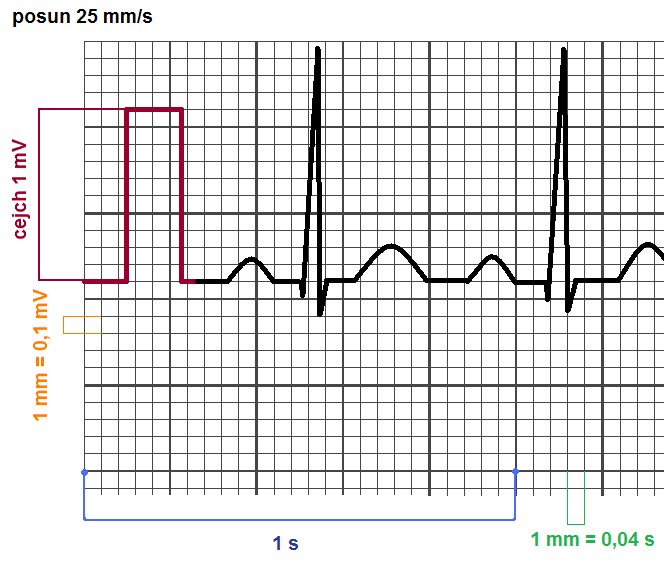 posun 25 mm/s
cejch 1 mV
1 mm = 0,1 mV
1 s
1 mm = 0,04 s